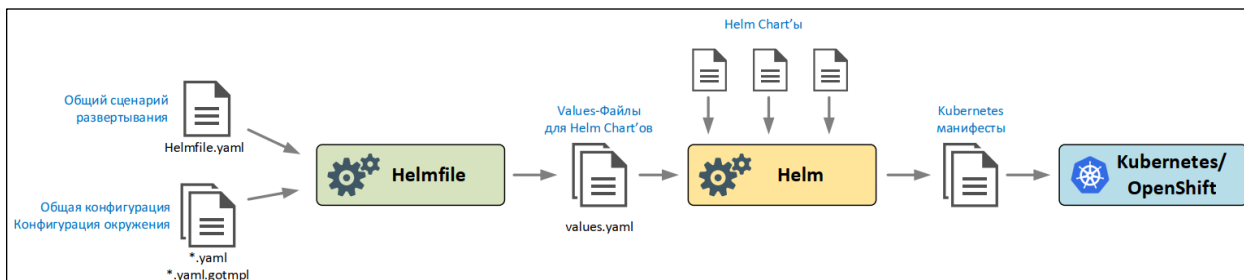 Helm Chart’ы
Общий сценарий
развертывания
Helmfile.yaml
Общая конфигурация
Конфигурация окружения
*.yaml
*.yaml.gotmpl
Helmfile
Values-Файлы
для Helm Chart’ов
values.yaml
Helm
Kubernetes
манифесты
Kubernetes/
OpenShift